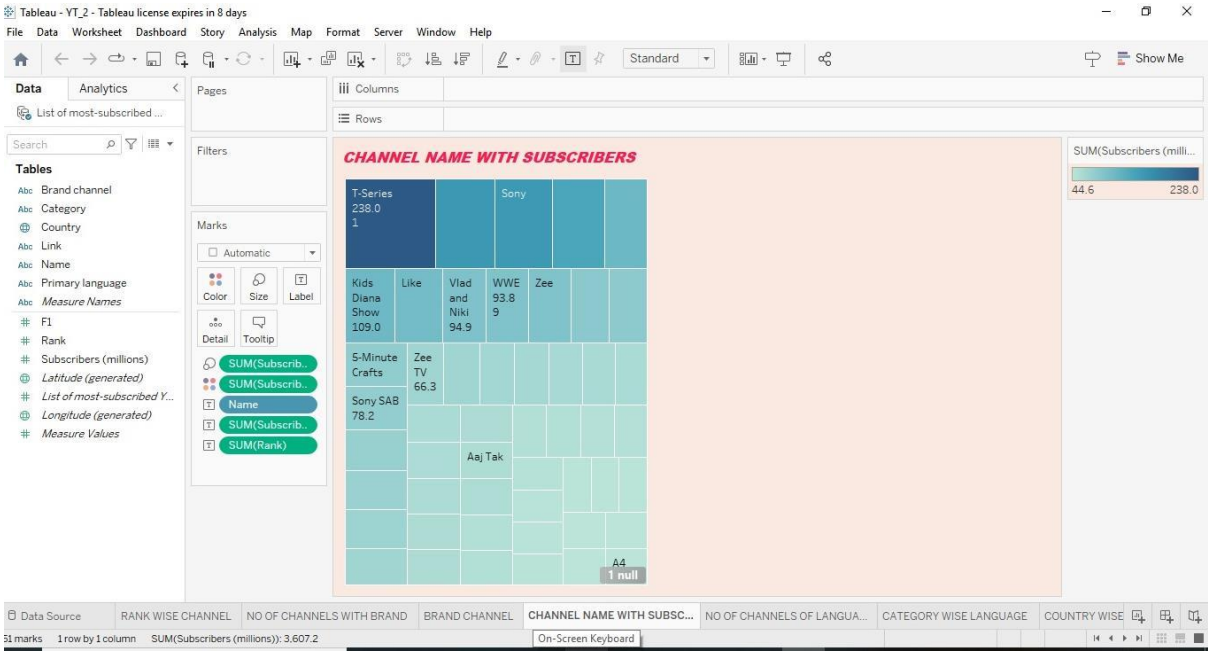 Tableau - YT_2 - Tableau license expires in 8 days
File Data Worksheet Dashboard Story Analysis Map Format Server Window Help
Standard
Show Me
Data Analytics
List of most-subscribed ...
Search
Tables
Abc Brand channel
Abc Category
Country
Abc Link
Abc Name
Abc Primary language
Abc Measure Names
# F1
# Rank
# Subscribers (millions)
Latitude (generated)
# List of most-subscribed Y...
Longitude (generated)
# Measure Values
Pages
Filters
Marks
Automatic
Color Size Label
Detail Tooltip
SUM(Subscrib..
SUM(Subscrib..
T Name
T SUM(Subscrib..
T SUM(Rank)
iii Columns
Rows
CHANNEL NAME WITH SUBSCRIBERS
T-Series
238.0
1
Sony
Kids
Diana
Show
109.0
Like
Vlad
and
Niki
94.9
WWE
93.8
9
Zee
5-Minute
Crafts
Zee
TV
66.3
Sony SAB
78.2
Aaj Tak
A4
1 null
SUM(Subscribers (milli...
44.6 238.0
Data Source RANK WISE CHANNEL NO OF CHANNELS WITH BRAND BRAND CHANNEL CHANNEL NAME WITH SUBSC... NO OF CHANNELS OF LANGUA... CATEGORY WISE LANGUAGE COUNTRY WISE
51 marks 1 row by 1 column SUM(Subscribers (millions)): 3,607.2
On-Screen Keyboard